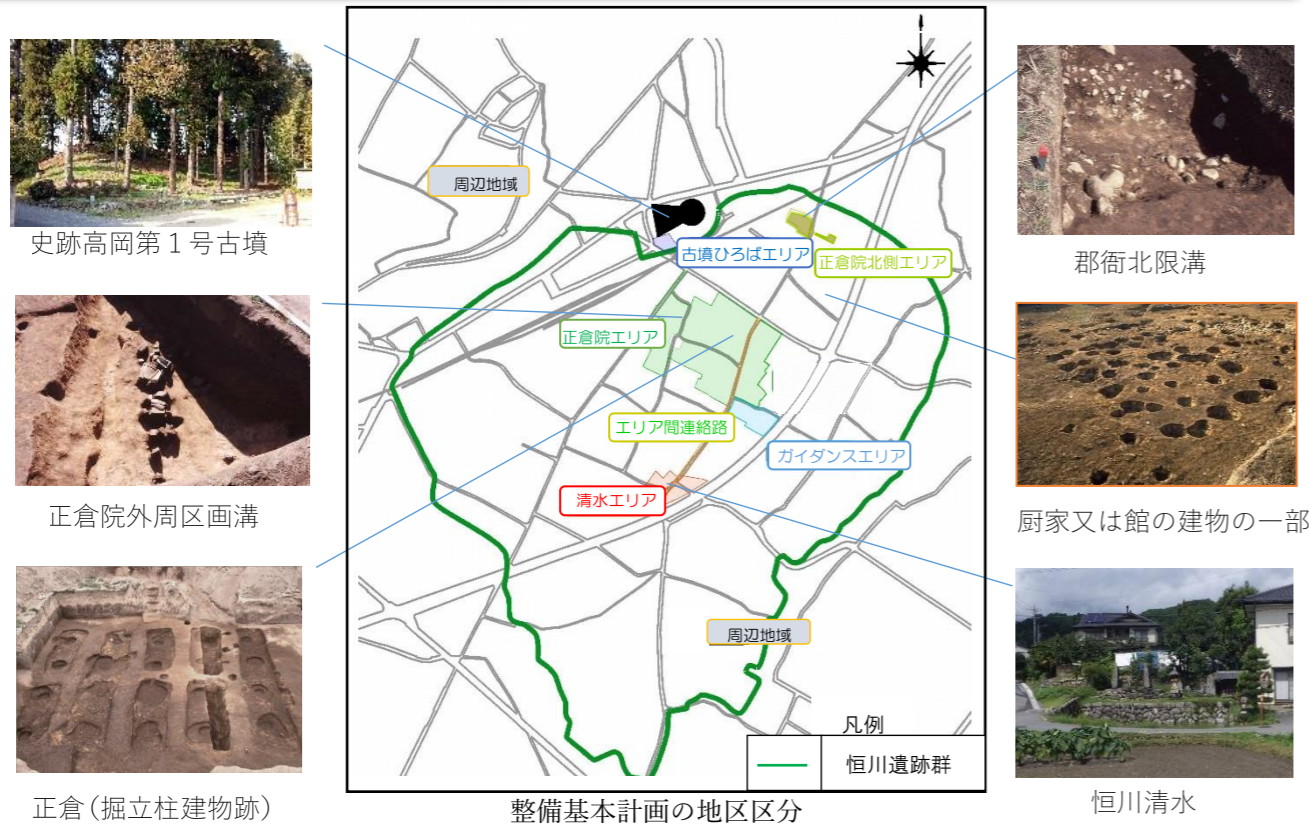 史跡高岡第１号古墳
正倉院外周区画溝
正倉（掘立柱建物跡）
周辺地域
古墳ひろばエリア
正倉院北側エリア
正倉院エリア
エリア間連絡路
ガイダンスエリア
清水エリア
周辺地域
凡例
恒川遺跡群
整備基本計画の地区区分
郡衙北限溝
厨家又は館の建物の一部
恒川清水